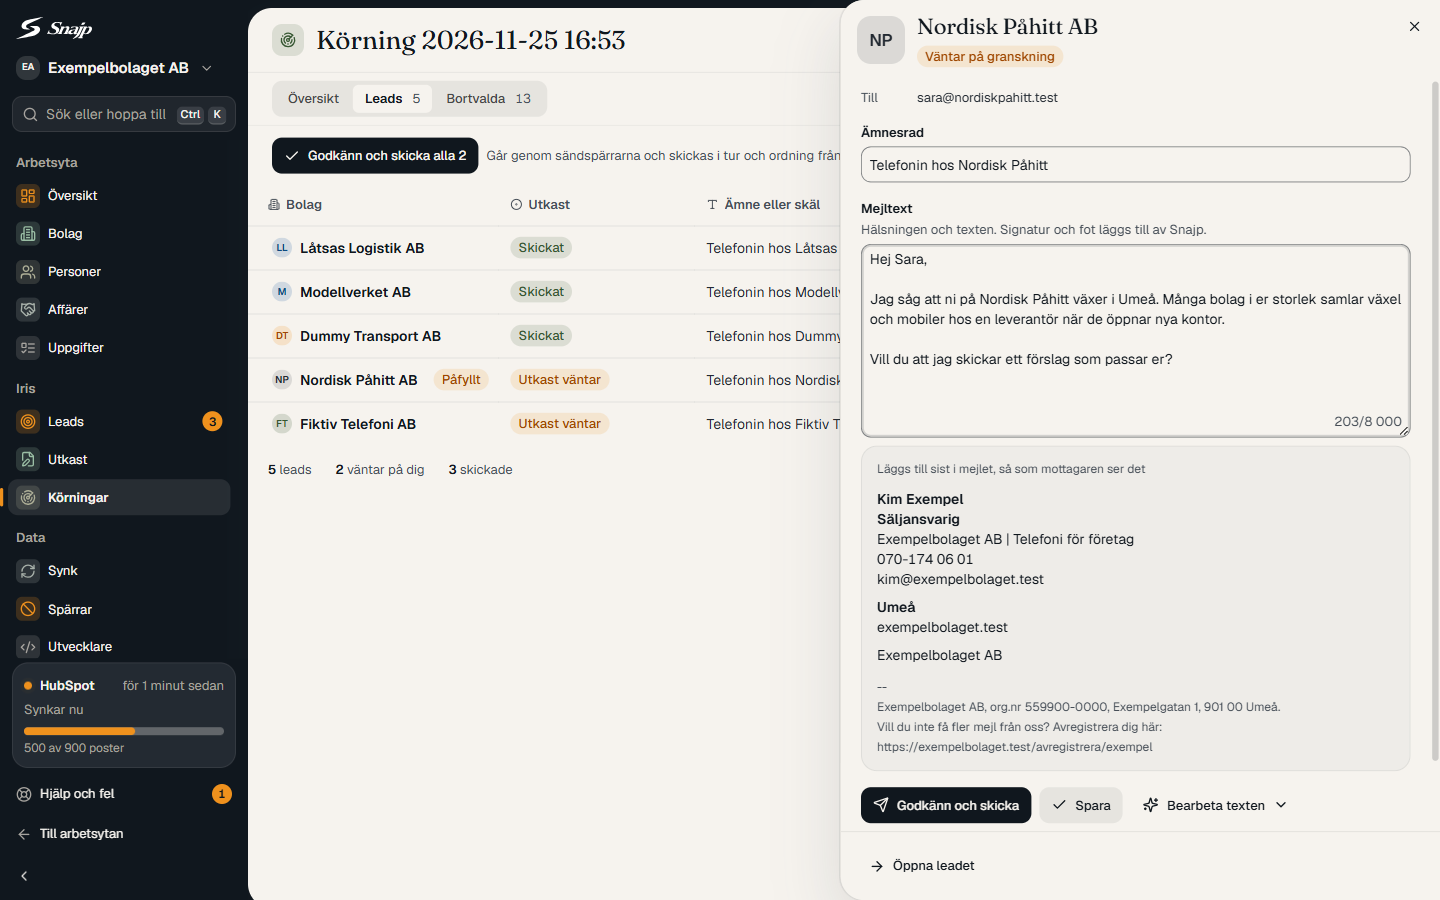 Snajp
EA Exempelbolaget AB
Sök eller hoppa till Ctrl K
Arbetsyta
Översikt
Bolag
Personer
Affärer
Uppgifter
Iris
Leads 3
Utkast
Körningar
Data
Synk
Spärrar
Utvecklare
HubSpot för 1 minut sedan
Synkar nu
500 av 900 poster
Hjälp och fel 1
Till arbetsytan
Körning 2026-11-25 16:53
Översikt Leads 5 Bortvalda 13
Godkänn och skicka alla 2 Går genom sändspärrarna och skickas i tur och ordning från
Bolag Utkast Ämne eller skäl
LL Låtsas Logistik AB Skickat Telefonin hos Låtsas
M Modellverket AB Skickat Telefonin hos Modellv
DT Dummy Transport AB Skickat Telefonin hos Dummy
NP Nordisk Påhitt AB Påfyllt Utkast väntar Telefonin hos Nordisk
FT Fiktiv Telefoni AB Utkast väntar Telefonin hos Fiktiv T
5 leads 2 väntar på dig 3 skickade
NP Nordisk Påhitt AB
Väntar på granskning
Till sara@nordiskpahitt.test
Ämnesrad
Telefonin hos Nordisk Påhitt
Mejltext
Hälsningen och texten. Signatur och fot läggs till av Snajp.
Hej Sara,
Jag såg att ni på Nordisk Påhitt växer i Umeå. Många bolag i er storlek samlar växel
och mobiler hos en leverantör när de öppnar nya kontor.
Vill du att jag skickar ett förslag som passar er?
203/8 000
Läggs till sist i mejlet, så som mottagaren ser det
Kim Exempel
Säljansvarig
Exempelbolaget AB | Telefoni för företag
070-174 06 01
kim@exempelbolaget.test
Umeå
exempelbolaget.test
Exempelbolaget AB
--
Exempelbolaget AB, org.nr 559900-0000, Exempelgatan 1, 901 00 Umeå.
Vill du inte få fler mejl från oss? Avregistrera dig här:
https://exempelbolaget.test/avregistrera/exempel
Godkänn och skicka Spara Bearbeta texten
Öppna leadet